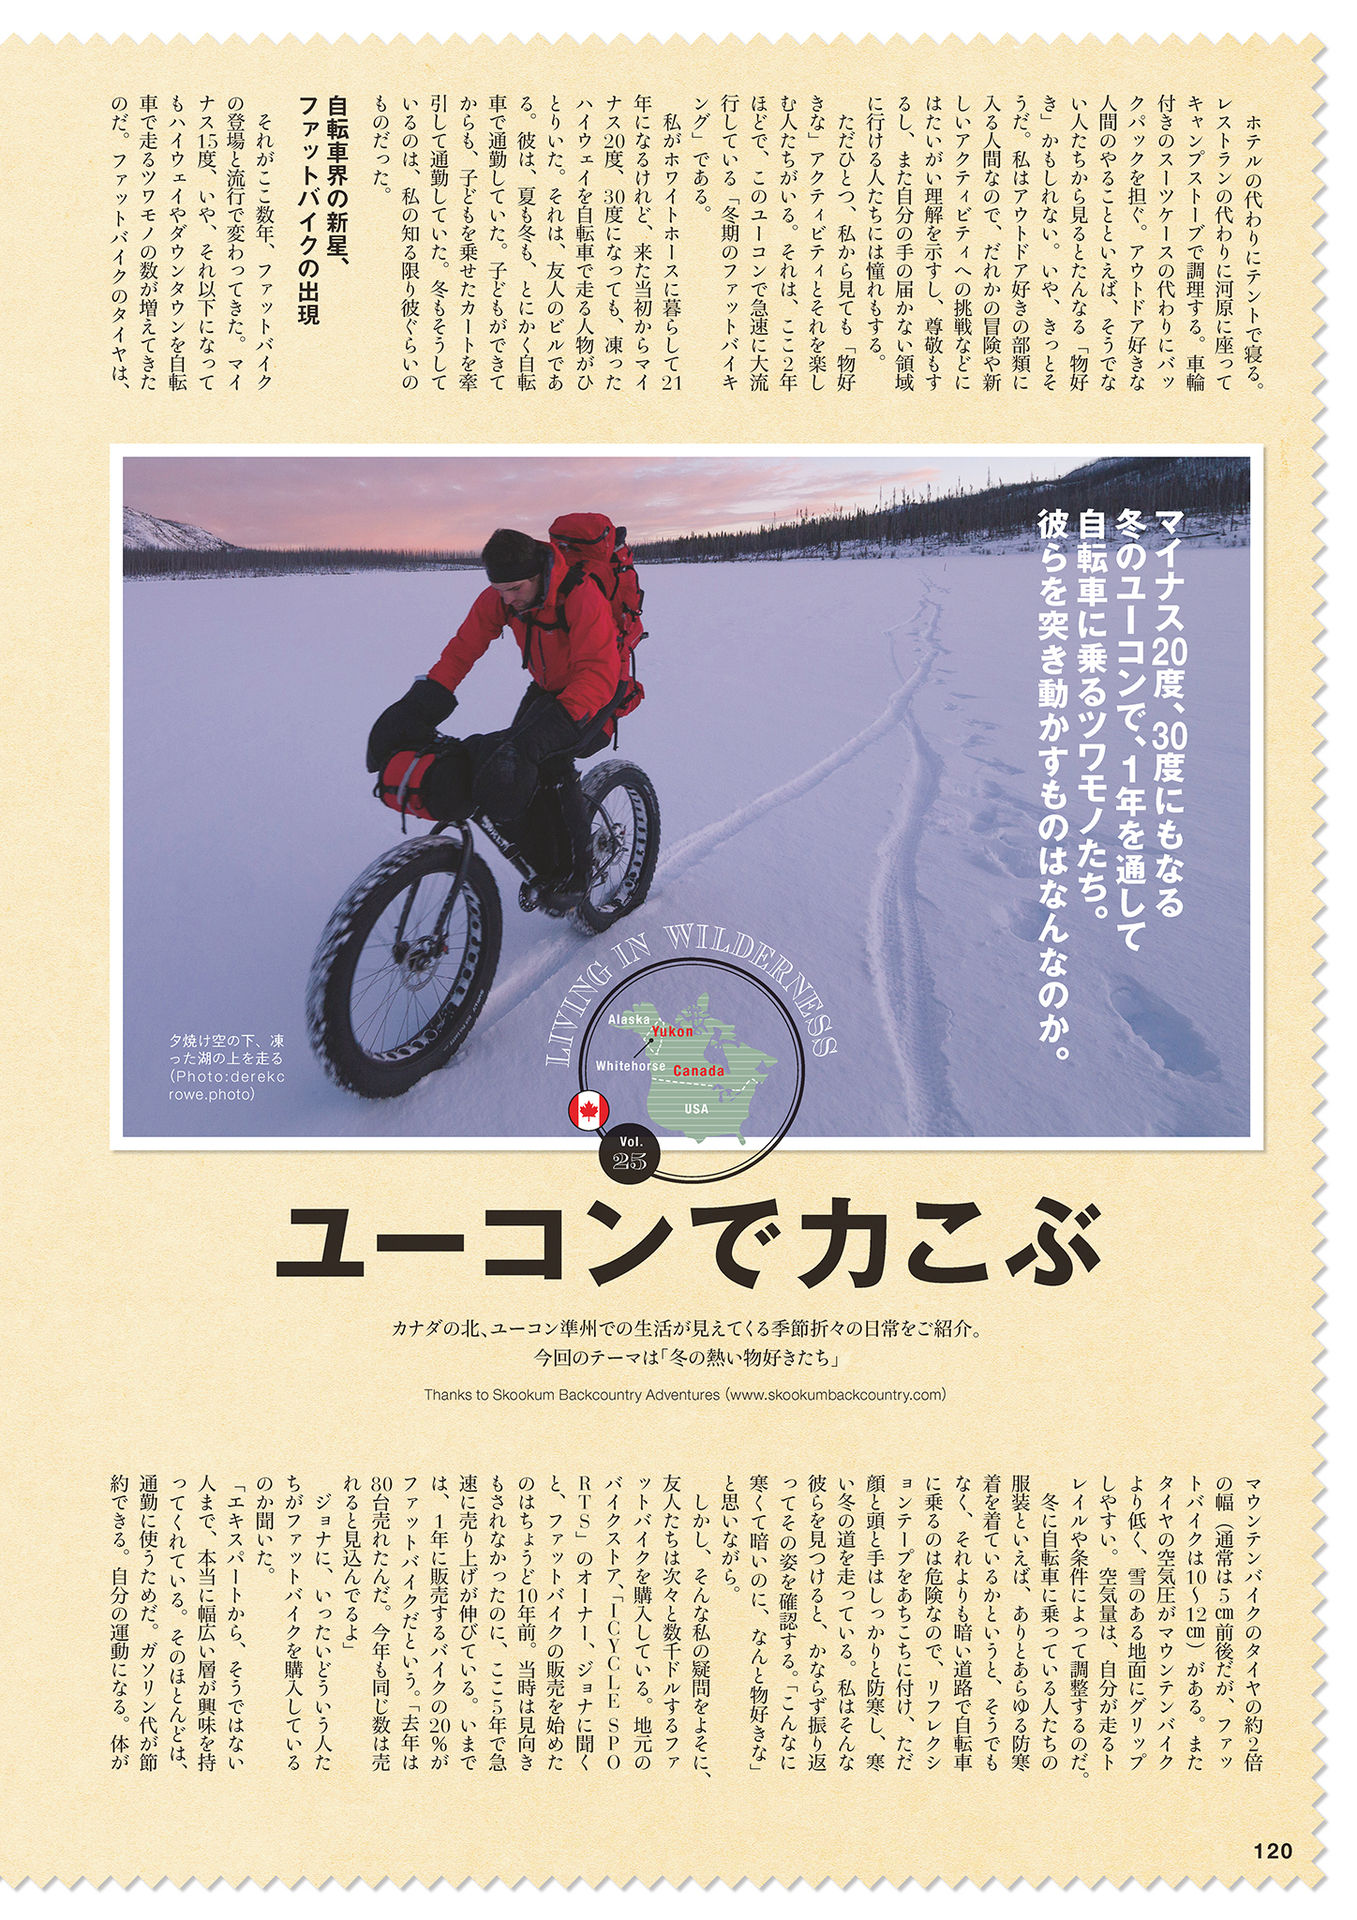 ホテルの代わりにテントで寝る。
レストランの代わりに河原に座って
キャンプストーブで調理する。車輪
付きのスーツケースの代わりにバッ
クパックを担ぐ。アウトドア好きな
人間のやることといえば、そうでな
い人たちから見るとたんなる「物好
き」かもしれない。いや、きっとそ
うだ。私はアウトドア好きの部類に
入る人間なので、だれかの冒険や新
しいアクティビティへの挑戦などに
はたいがい理解を示すし、尊敬もす
るし、また自分の手の届かない領域
に行ける人たちには憧れもする。
ただひとつ、私から見ても「物好
きな」アクティビティとそれを楽し
む人たちがいる。それは、ここ2年
ほどで、このユーコンで急速に大流
行している「冬期のファットバイキ
ング」である。
私がホワイトホースに暮らして21
年になるけれど、来た当初からマイ
ナス20度、30度になっても、凍った
ハイウェイを自転車で走る人物がひ
とりいた。それは、友人のビルであ
る。彼は、夏も冬も、とにかく自転
車で通勤していた。子どもができて
からも、子どもを乗せたカートを牽
引して通勤していた。冬もそうして
いるのは、私の知る限り彼ぐらいの
ものだった。
自転車界の新星、
ファットバイクの出現
それがここ数年、ファットバイク
の登場と流行で変わってきた。マイ
ナス15度、いや、それ以下になって
もハイウェイやダウンタウンを自転
車で走るツワモノの数が増えてきた
のだ。ファットバイクのタイヤは、
マイナス20度、30度にもなる
冬のユーコンで、1年を通して
自転車に乗るツワモノたち。
彼らを突き動かすものはなんなのか。
夕焼け空の下、凍
った湖の上を走る
（Photo:derekc
rowe.photo）
LIVING IN WILDERNESS
Alaska
Yukon
Whitehorse
Canada
USA
Vol.
25
ユーコンで力こぶ
カナダの北、ユーコン準州での生活が見えてくる季節折々の日常をご紹介。
今回のテーマは「冬の熱い物好きたち」
Thanks to Skookum Backcountry Adventures（www.skookumbackcountry.com）
マウンテンバイクのタイヤの約2倍
の幅（通常は5㎝前後だが、ファッ
トバイクは10〜12㎝）がある。また
タイヤの空気圧がマウンテンバイク
より低く、雪のある地面にグリップ
しやすい。空気量は、自分が走るト
レイルや条件によって調整するのだ。
冬に自転車に乗っている人たちの
服装といえば、ありとあらゆる防寒
着を着ているかというと、そうでも
なく、それよりも暗い道路で自転車
に乗るのは危険なので、リフレクシ
ョンテープをあちこちに付け、ただ
顔と頭と手はしっかりと防寒し、寒
い冬の道を走っている。私はそんな
彼らを見つけると、かならず振り返
ってその姿を確認する。「こんなに
寒くて暗いのに、なんと物好きな」
と思いながら。
しかし、そんな私の疑問をよそに、
友人たちは次々と数千ドルするファ
ットバイクを購入している。地元の
バイクストア、「ICYCLE SPO
RTS」のオーナー、ジョナに聞く
と、ファットバイクの販売を始めた
のはちょうど10年前。当時は見向き
もされなかったのに、ここ5年で急
速に売り上げが伸びている。いまで
は、1年に販売するバイクの20％が
ファットバイクだという。「去年は
80台売れたんだ。今年も同じ数は売
れると見込んでるよ」
ジョナに、いったいどういう人た
ちがファットバイクを購入している
のか聞いた。
「エキスパートから、そうではない
人まで、本当に幅広い層が興味を持
ってくれている。そのほとんどは、
通勤に使うためだ。ガソリン代が節
約できる。自分の運動になる。体が
120